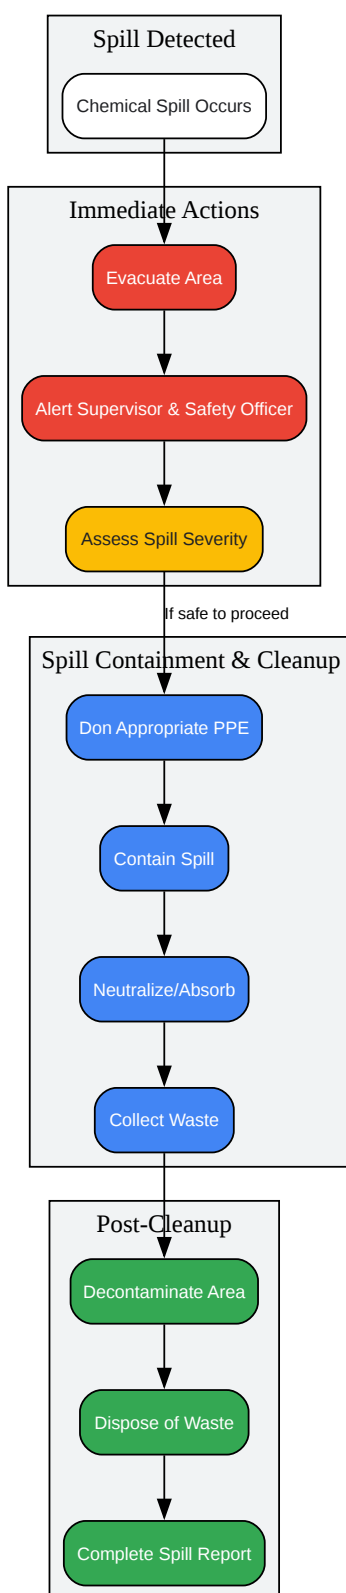 Spill Detected
Chemical Spill Occurs
Immediate Actions
Evacuate Area
Alert Supervisor & Safety Officer
Assess Spill Severity
If safe to proceed
Spill Containment & Cleanup
Don Appropriate PPE
Contain Spill
Neutralize/Absorb
Collect Waste
Post-Cleanup
Decontaminate Area
Dispose of Waste
Complete Spill Report